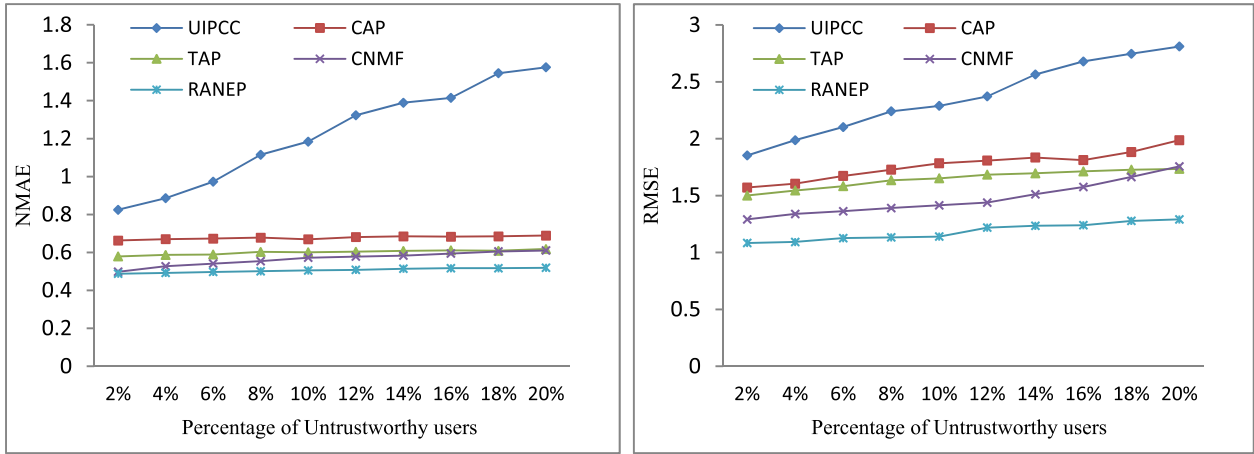 1.8
1.6
1.4
1.2
1
0.8
0.6
0.4
0.2
0
NMAE
UIPCC CAP
TAP CNMF
RANEP
2% 4% 6% 8% 10% 12% 14% 16% 18% 20%
Percentage of Untrustworthy users
3
2.5
2
1.5
1
0.5
0
RMSE
UIPCC CAP
TAP CNMF
RANEP
2% 4% 6% 8% 10% 12% 14% 16% 18% 20%
Percentage of Untrustworthy users